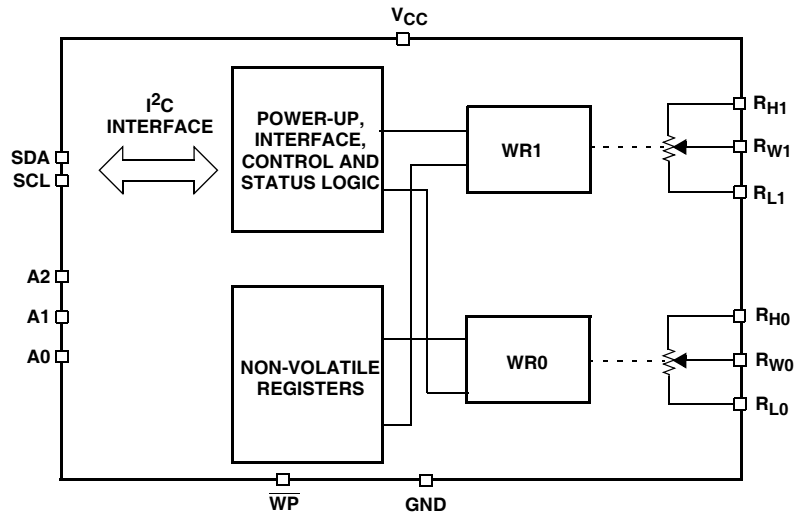 VCC
I²C
INTERFACE
POWER-UP,
INTERFACE,
CONTROL AND
STATUS LOGIC
WR1
RH1
RW1
RL1
SDA
SCL
A2
A1
A0
NON-VOLATILE
REGISTERS
WR0
RH0
RW0
RL0
W̅P̅
GND